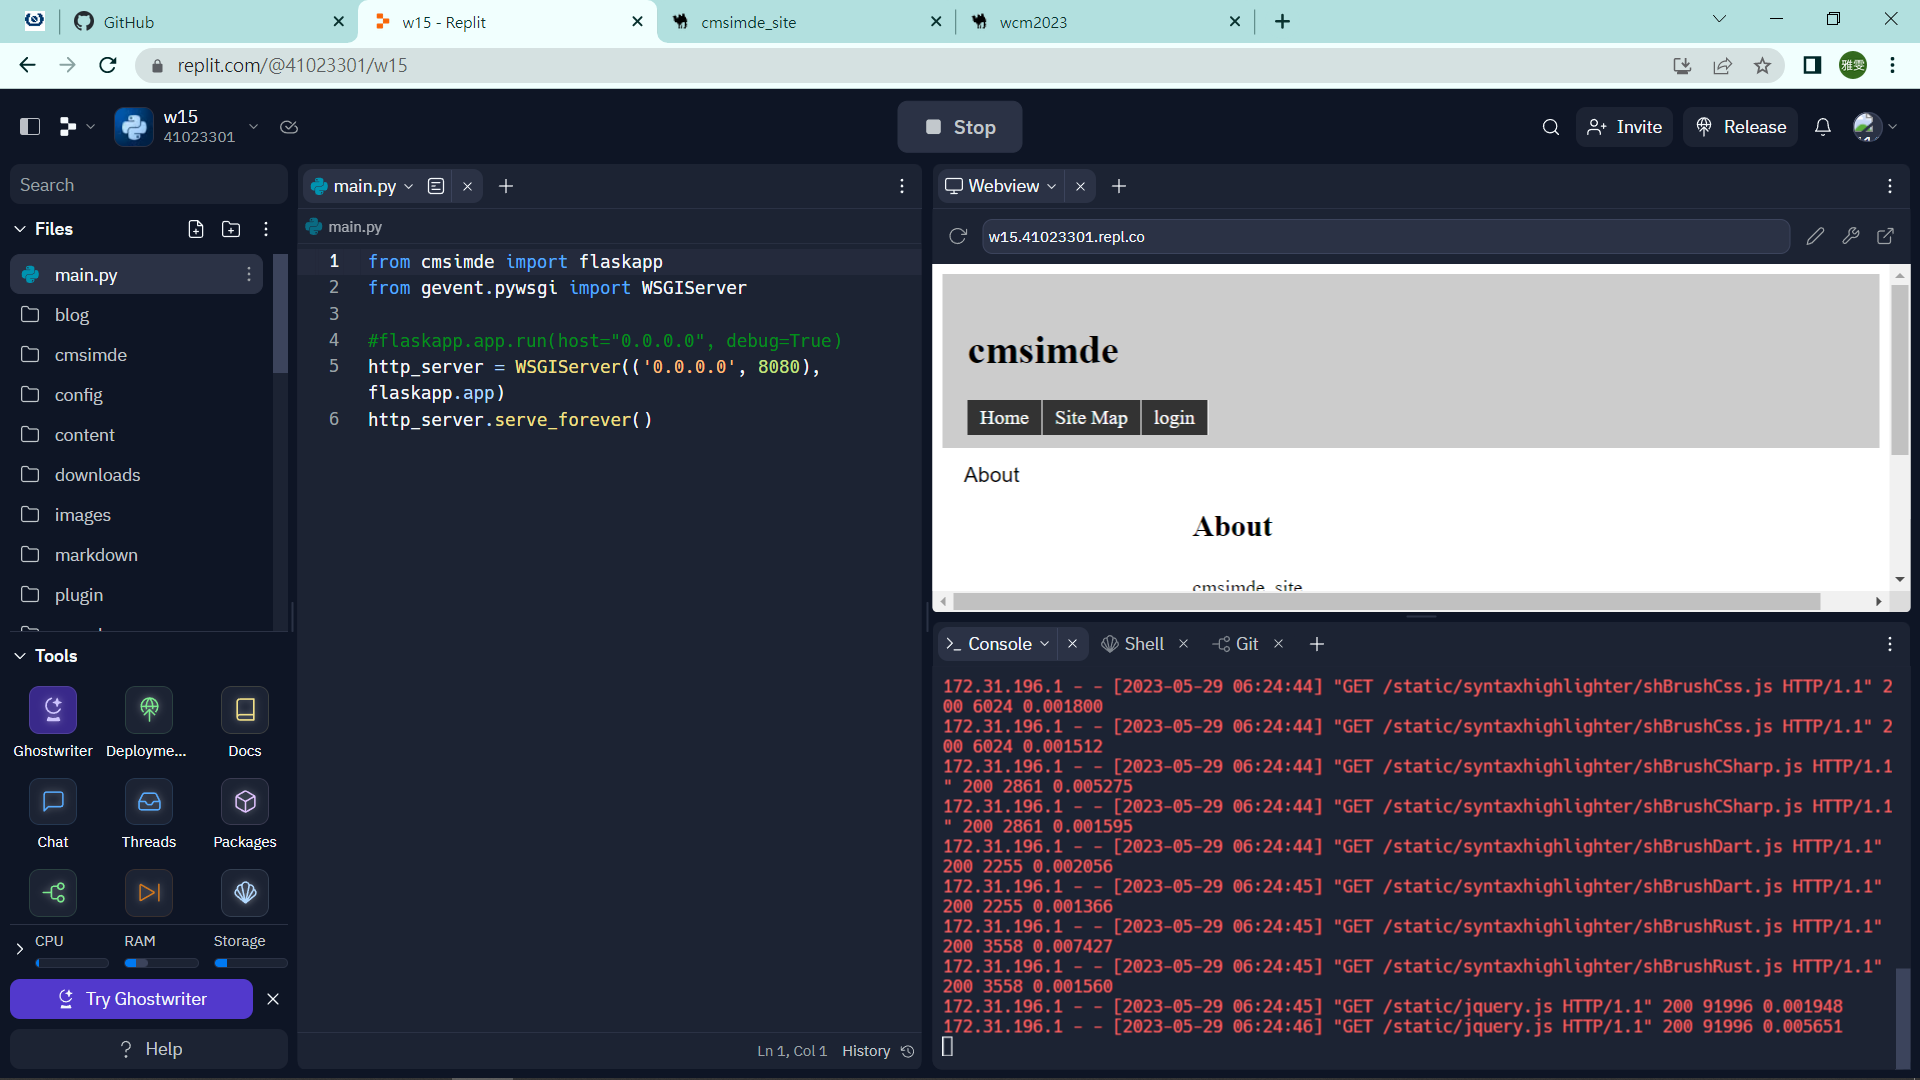 GitHub
w15 - Replit
cmsimde_site
wcm2023
replit.com/@41023301/w15
雅雯
w15
41023301
Stop
Invite
Release
Search
Files
main.py
blog
cmsimde
config
content
downloads
images
markdown
plugin
Tools
Ghostwriter
Deployme...
Docs
Chat
Threads
Packages
CPU
RAM
Storage
Try Ghostwriter
? Help
main.py
main.py
1 from cmsimde import flaskapp
2 from gevent.pywsgi import WSGIServer
3
4 #flaskapp.app.run(host="0.0.0.0", debug=True)
5 http_server = WSGIServer(('0.0.0.0', 8080),
flaskapp.app)
6 http_server.serve_forever()
Ln 1, Col 1 History
Webview
w15.41023301.repl.co
cmsimde
Home
Site Map
login
About
About
cmsimde_site
Console
Shell
Git
172.31.196.1 - - [2023-05-29 06:24:44] "GET /static/syntaxhighlighter/shBrushCss.js HTTP/1.1" 2
00 6024 0.001800
172.31.196.1 - - [2023-05-29 06:24:44] "GET /static/syntaxhighlighter/shBrushCss.js HTTP/1.1" 2
00 6024 0.001512
172.31.196.1 - - [2023-05-29 06:24:44] "GET /static/syntaxhighlighter/shBrushCSharp.js HTTP/1.1
" 200 2861 0.005275
172.31.196.1 - - [2023-05-29 06:24:44] "GET /static/syntaxhighlighter/shBrushCSharp.js HTTP/1.1
" 200 2861 0.001595
172.31.196.1 - - [2023-05-29 06:24:44] "GET /static/syntaxhighlighter/shBrushDart.js HTTP/1.1"
200 2255 0.002056
172.31.196.1 - - [2023-05-29 06:24:45] "GET /static/syntaxhighlighter/shBrushDart.js HTTP/1.1"
200 2255 0.001366
172.31.196.1 - - [2023-05-29 06:24:45] "GET /static/syntaxhighlighter/shBrushRust.js HTTP/1.1"
200 3558 0.007427
172.31.196.1 - - [2023-05-29 06:24:45] "GET /static/syntaxhighlighter/shBrushRust.js HTTP/1.1"
200 3558 0.001560
172.31.196.1 - - [2023-05-29 06:24:45] "GET /static/jquery.js HTTP/1.1" 200 91996 0.001948
172.31.196.1 - - [2023-05-29 06:24:46] "GET /static/jquery.js HTTP/1.1" 200 91996 0.005651